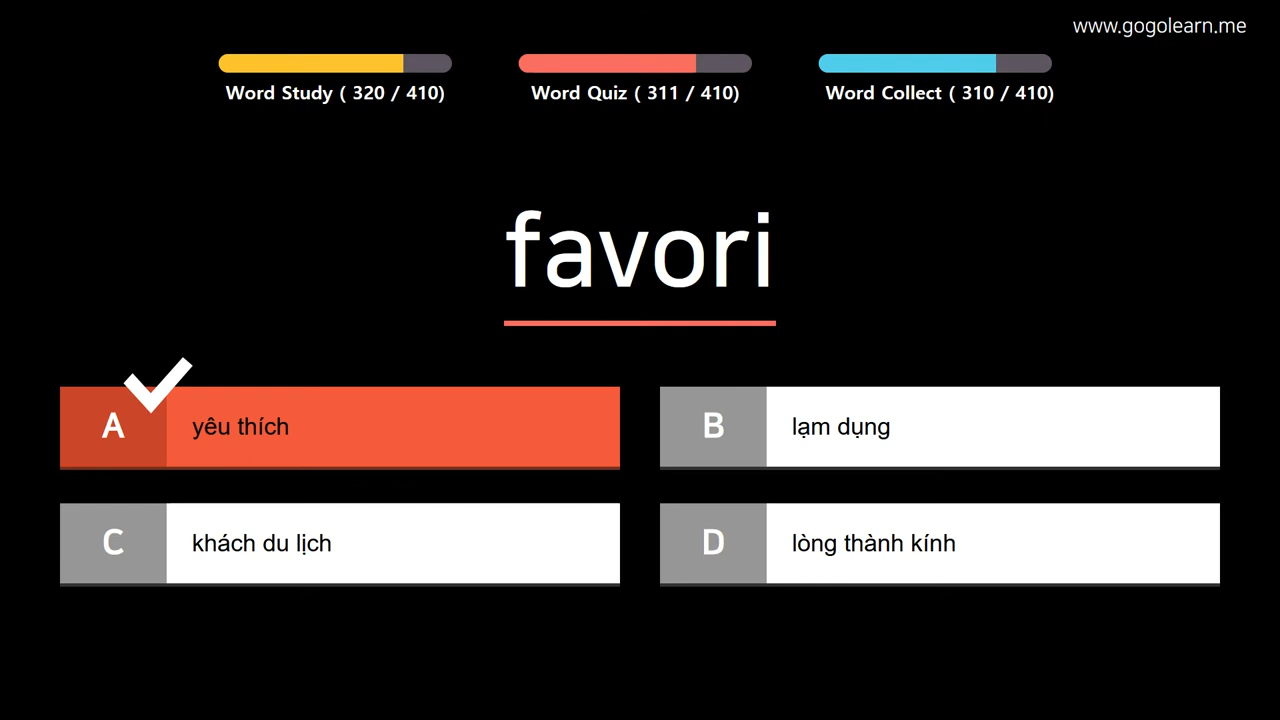 www.gogolearn.me
Word Study ( 320 / 410)
Word Quiz ( 311 / 410)
Word Collect ( 310 / 410)
favori
A
yêu thích
B
lạm dụng
C
khách du lịch
D
lòng thành kính